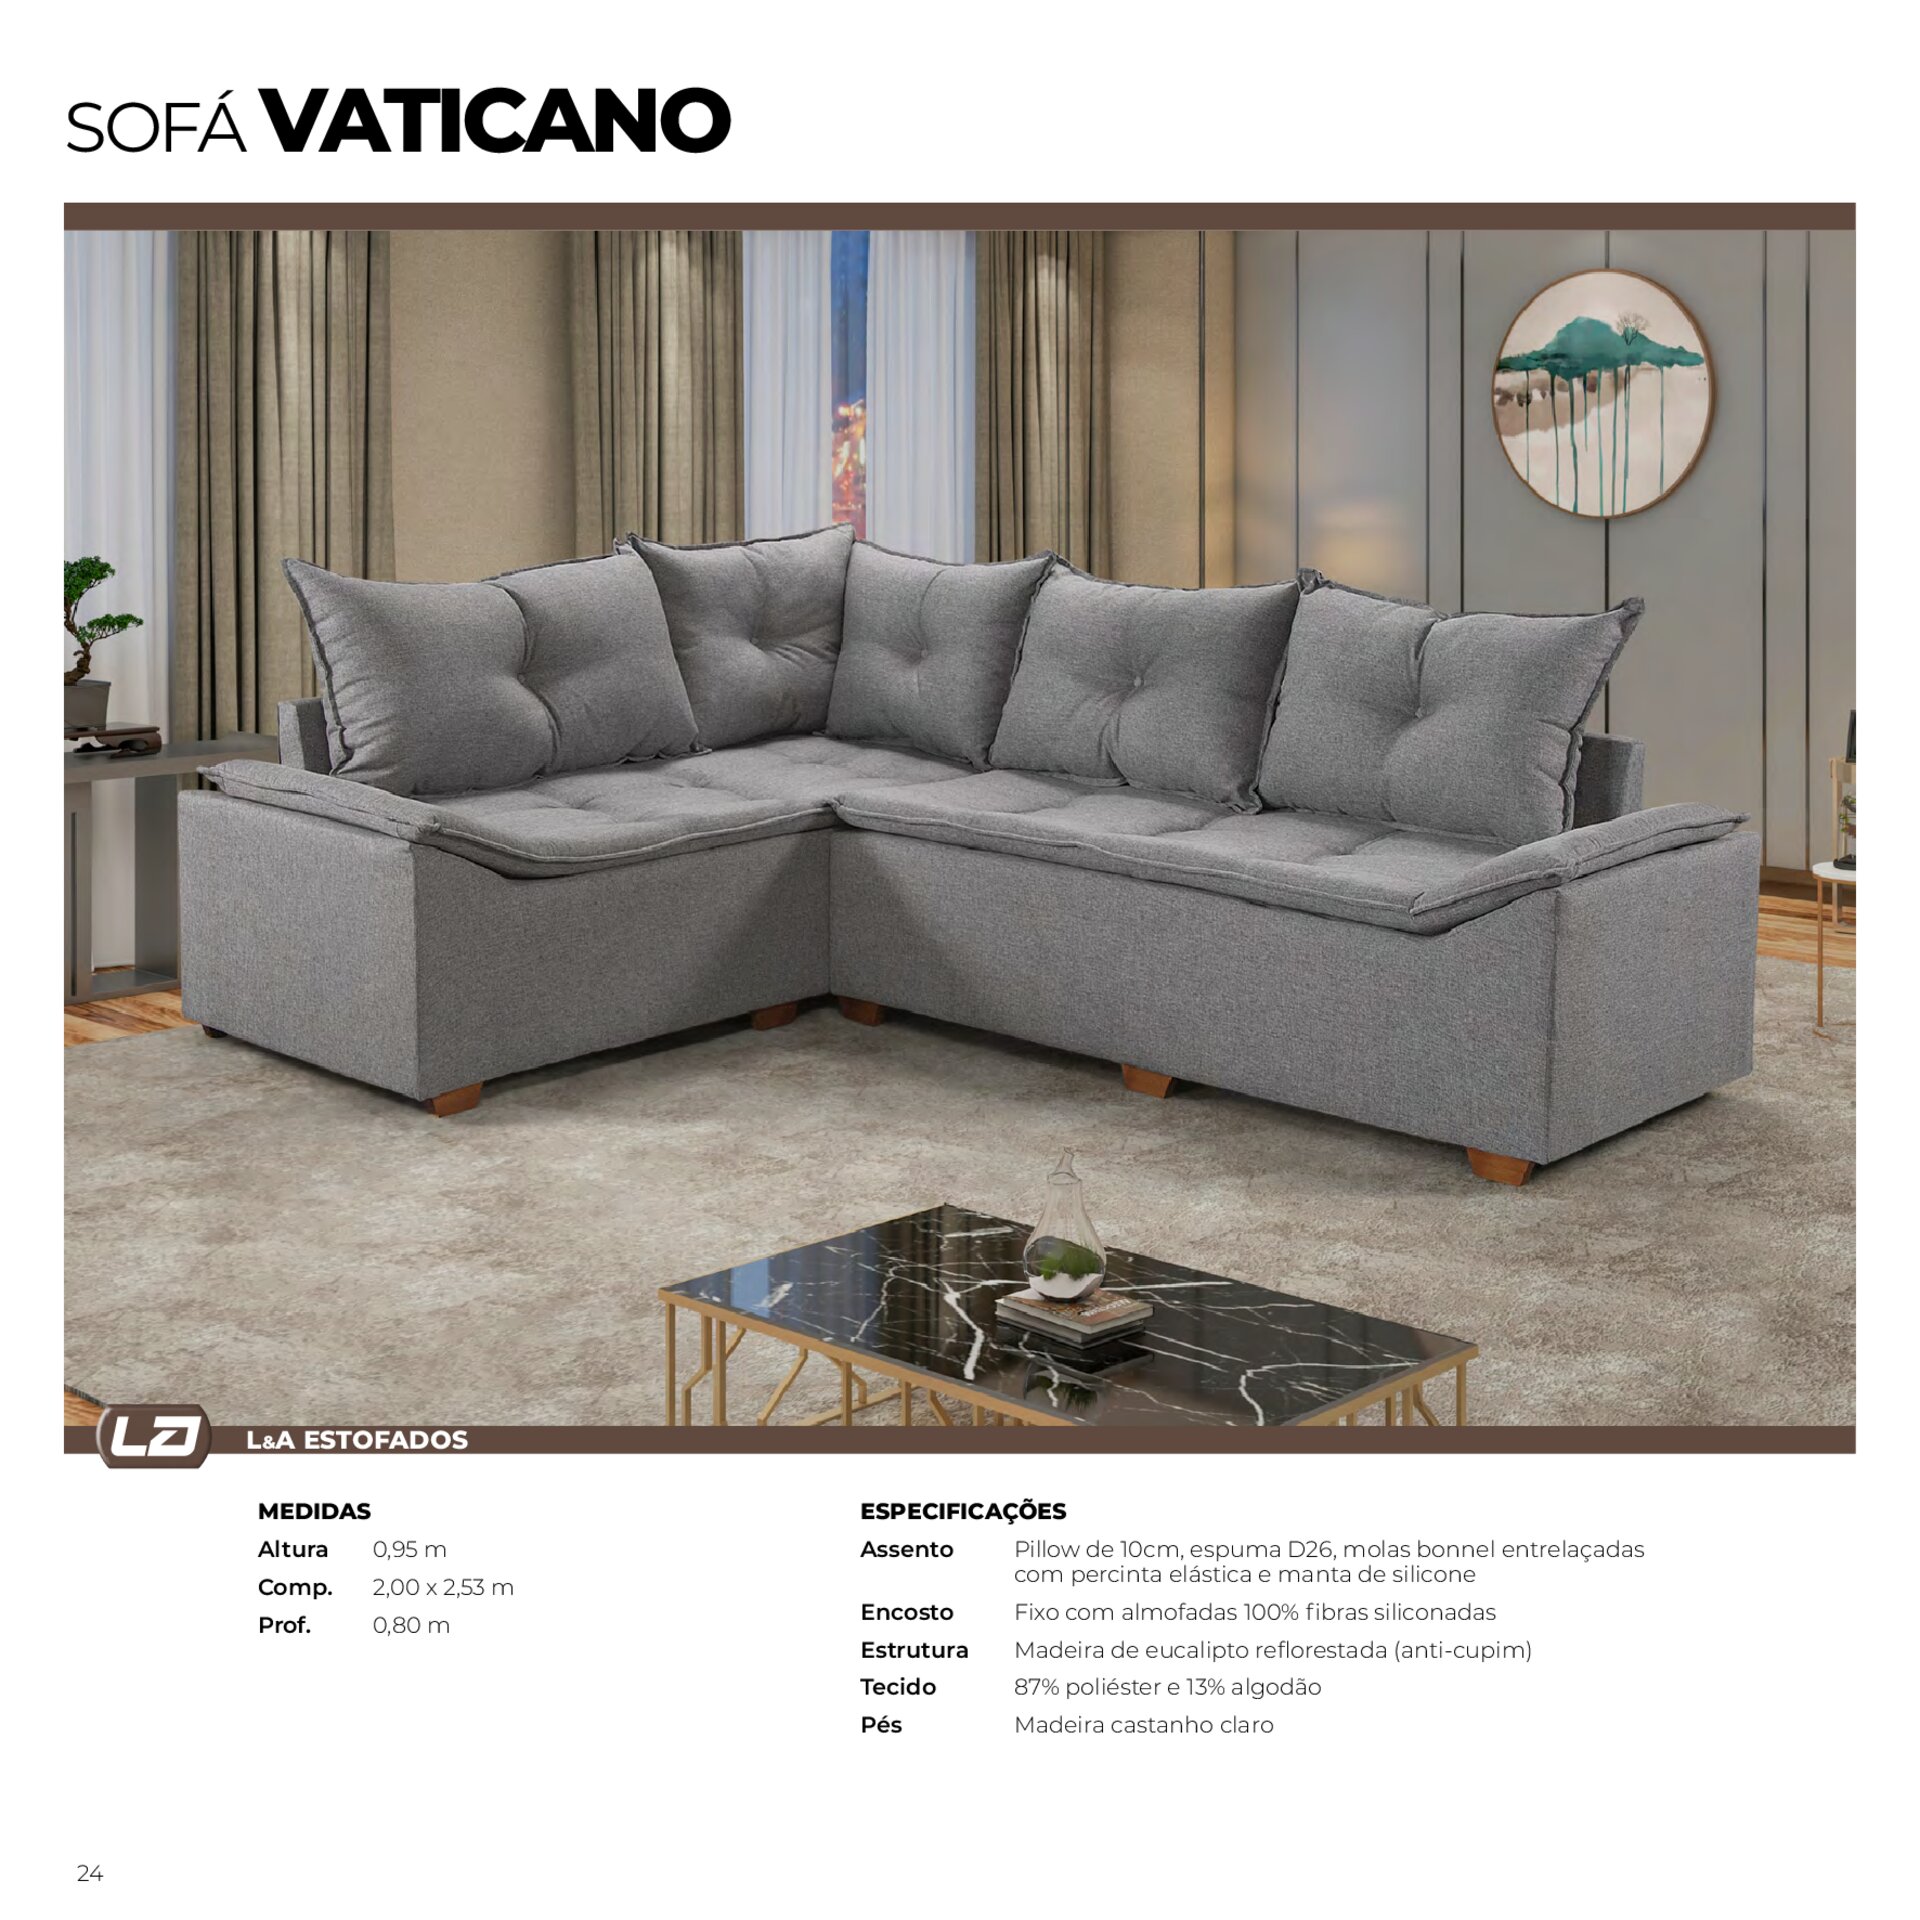 SOFÁ VATICANO
LA
L&A ESTOFADOS
MEDIDAS
Altura 0,95 m
Comp. 2,00 x 2,53 m
Prof. 0,80 m
ESPECIFICAÇÕES
Assento Pillow de 10cm, espuma D26, molas bonnel entrelaçadas
com percinta elástica e manta de silicone
Encosto Fixo com almofadas 100% fibras siliconadas
Estrutura Madeira de eucalipto reflorestada (anti-cupim)
Tecido 87% poliéster e 13% algodão
Pés Madeira castanho claro
24